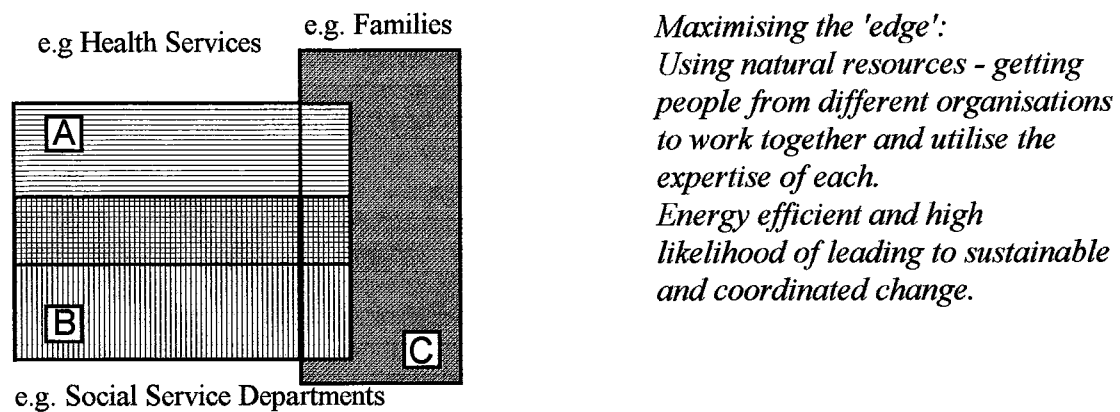 e.g Health Services
e.g. Families
A
B
C
e.g. Social Service Departments
Maximising the 'edge':
Using natural resources - getting
people from different organisations
to work together and utilise the
expertise of each.
Energy efficient and high
likelihood of leading to sustainable
and coordinated change.